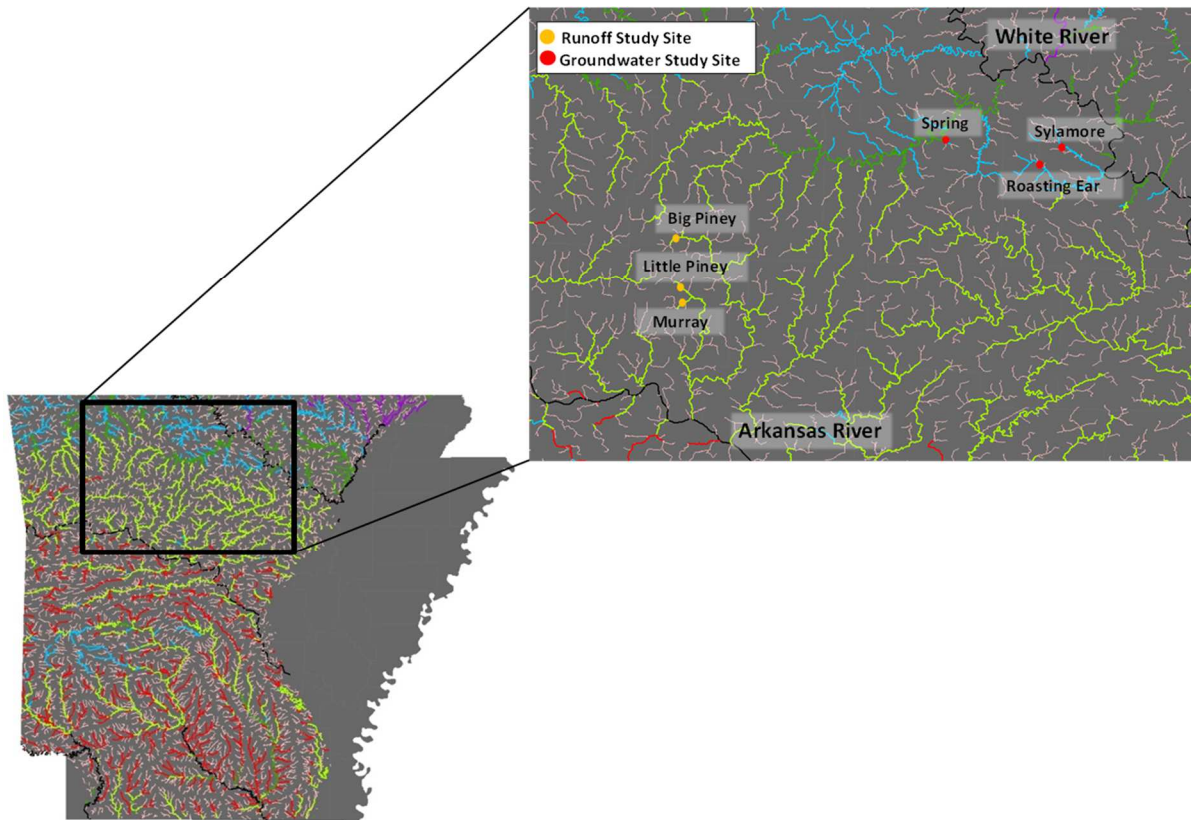 Runoff Study Site
Groundwater Study Site
White River
Spring
Sylamore
Roasting Ear
Big Piney
Little Piney
Murray
Arkansas River